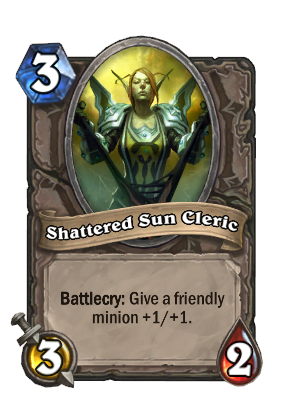 3
Shattered Sun Cleric
Battlecry: Give a friendly
minion +1/+1.
3
2